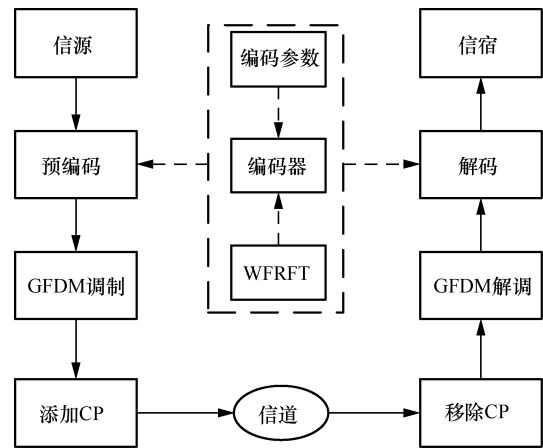 信源
编码参数
信宿
预编码
编码器
解码
GFDM调制
WFRFT
GFDM解调
添加CP
信道
移除CP